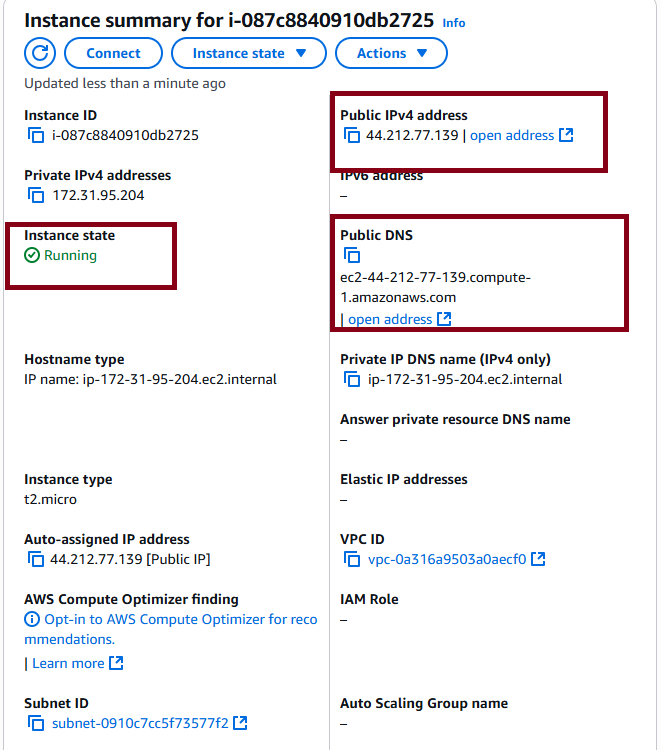 Instance summary for i-087c8840910db2725 Info
Connect
Instance state
Actions
Updated less than a minute ago
Instance ID
i-087c8840910db2725
Public IPv4 address
44.212.77.139 | open address
Private IPv4 addresses
172.31.95.204
IPv6 address
–
Instance state
Running
Public DNS
ec2-44-212-77-139.compute-
1.amazonaws.com
| open address
Hostname type
IP name: ip-172-31-95-204.ec2.internal
Private IP DNS name (IPv4 only)
ip-172-31-95-204.ec2.internal
Answer private resource DNS name
–
Instance type
t2.micro
Elastic IP addresses
–
Auto-assigned IP address
44.212.77.139 [Public IP]
VPC ID
vpc-0a316a9503a0aecf0
AWS Compute Optimizer finding
Opt-in to AWS Compute Optimizer for reco
mmendations.
| Learn more
IAM Role
–
Subnet ID
subnet-0910c7cc5f73577f2
Auto Scaling Group name
–